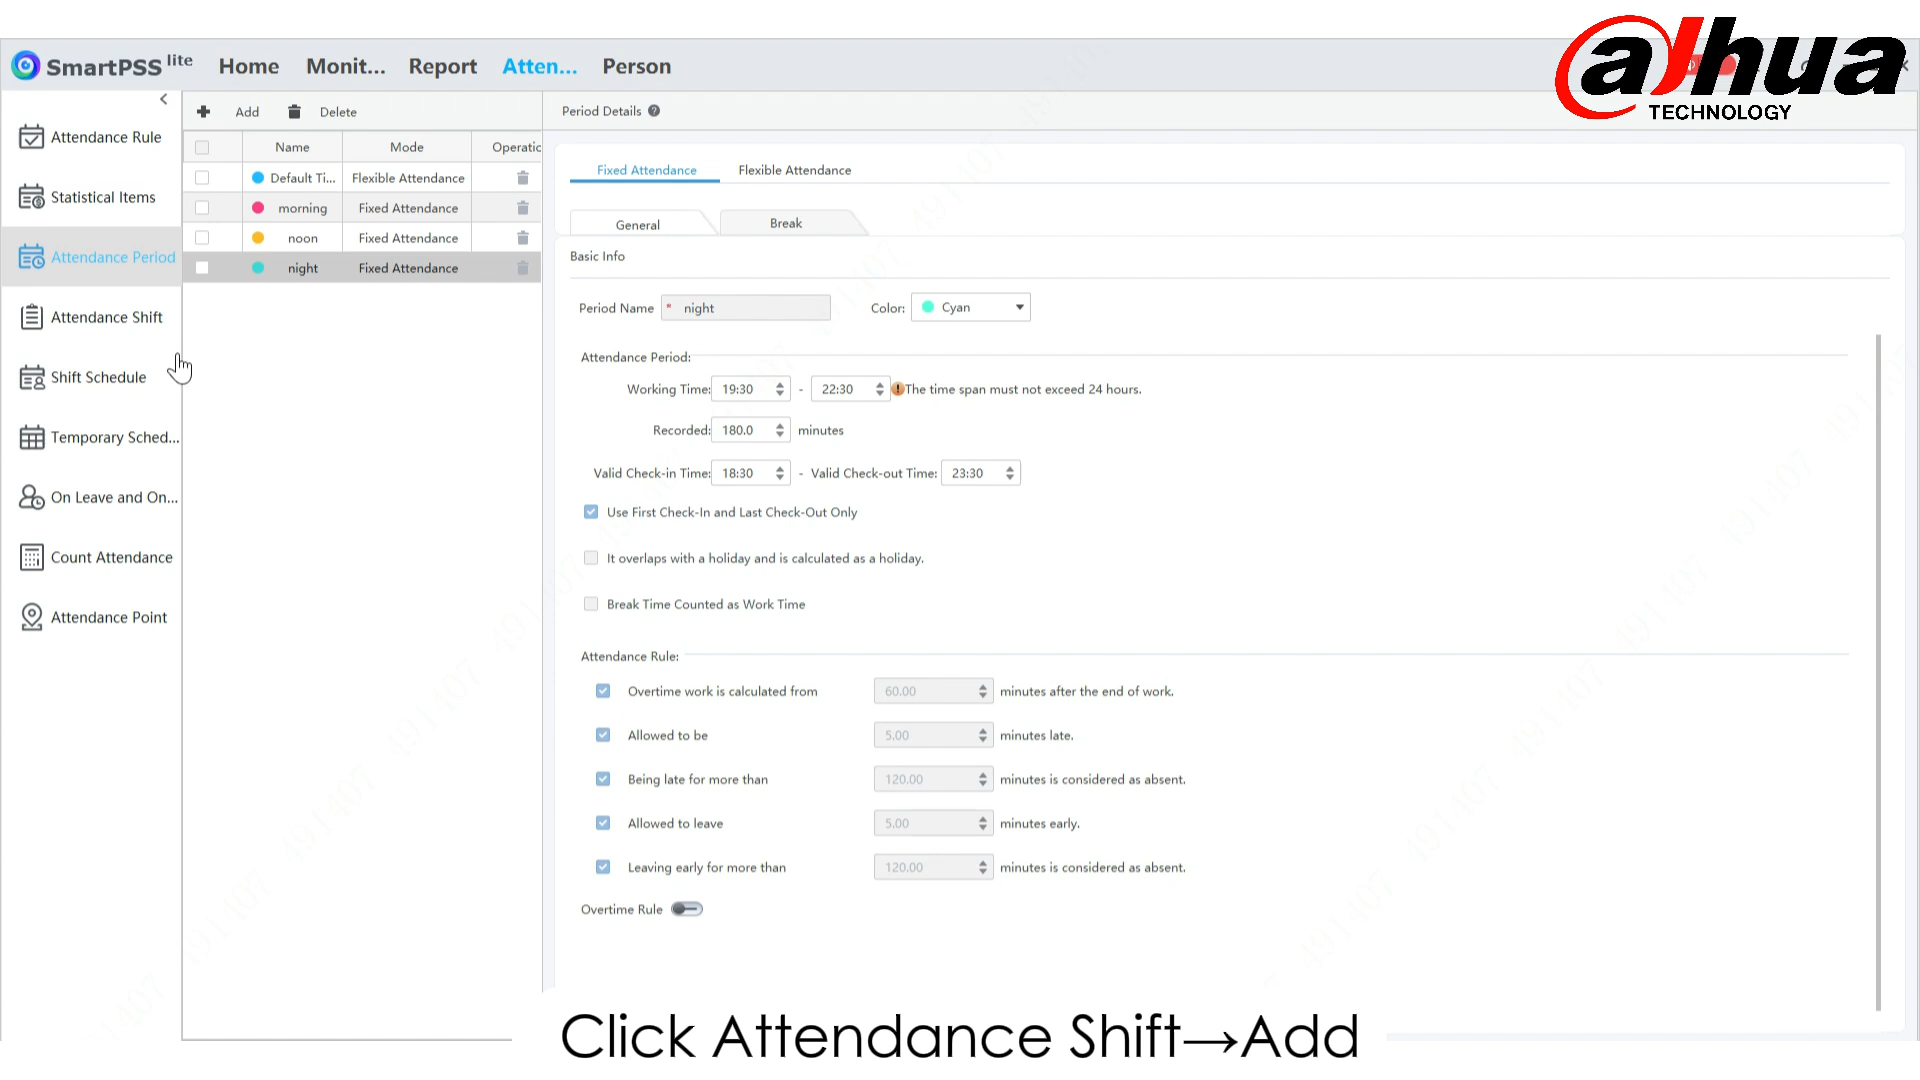 SmartPSS lite Home Monit... Report Atten... Person
alhua
TECHNOLOGY
Add Delete
Period Details
Attendance Rule
Statistical Items
Attendance Period
Attendance Shift
Shift Schedule
Temporary Sched...
On Leave and On...
Count Attendance
Attendance Point
Name Mode Operatio
Default Ti... Flexible Attendance
morning Fixed Attendance
noon Fixed Attendance
night Fixed Attendance
Fixed Attendance Flexible Attendance
General Break
Basic Info
Period Name * night Color: Cyan
Attendance Period:
Working Time: 19:30 - 22:30 The time span must not exceed 24 hours.
Recorded: 180.0 minutes
Valid Check-in Time: 18:30 - Valid Check-out Time: 23:30
Use First Check-In and Last Check-Out Only
It overlaps with a holiday and is calculated as a holiday.
Break Time Counted as Work Time
Attendance Rule:
Overtime work is calculated from 60.00 minutes after the end of work.
Allowed to be 5.00 minutes late.
Being late for more than 120.00 minutes is considered as absent.
Allowed to leave 5.00 minutes early.
Leaving early for more than 120.00 minutes is considered as absent.
Overtime Rule
Click Attendance Shift→Add